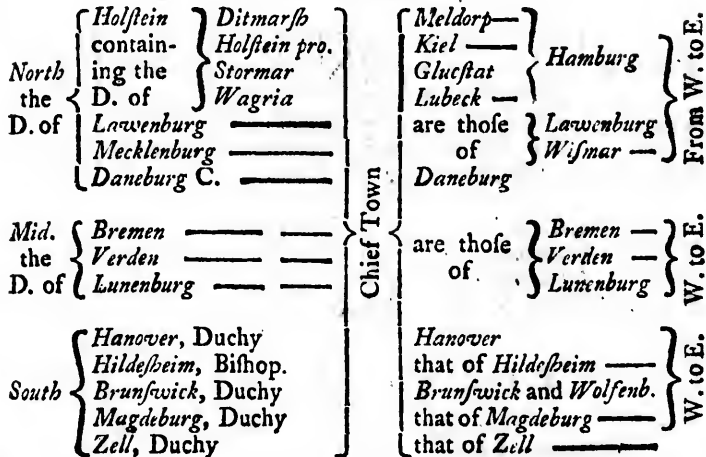 Holſtein Ditmarſh Meldorp—
contain- Holſtein pro. Kiel — Hamburg
North ing the Stormar Gluctſtat
the D. of Wagria Lubeck —
D. of Lawenburg — are thoſe Lawenburg
Mecklenburg — of Wiſmar —
Daneburg C. — Daneburg
From W. to E.
Chief Town
Mid. Bremen — — are thoſe Bremen —
the Verden — — of. Verden —
D. of Lunenburg — — Lunenburg
W. to E.
Hanover, Duchy Hanover
Hildeſheim, Biſhop. that of Hildeſheim —
South Brunſwick, Duchy Brunſwick and Wolfenb.
Magdeburg, Duchy that of Magdeburg —
Zell, Duchy that of Zell —
W. to E.